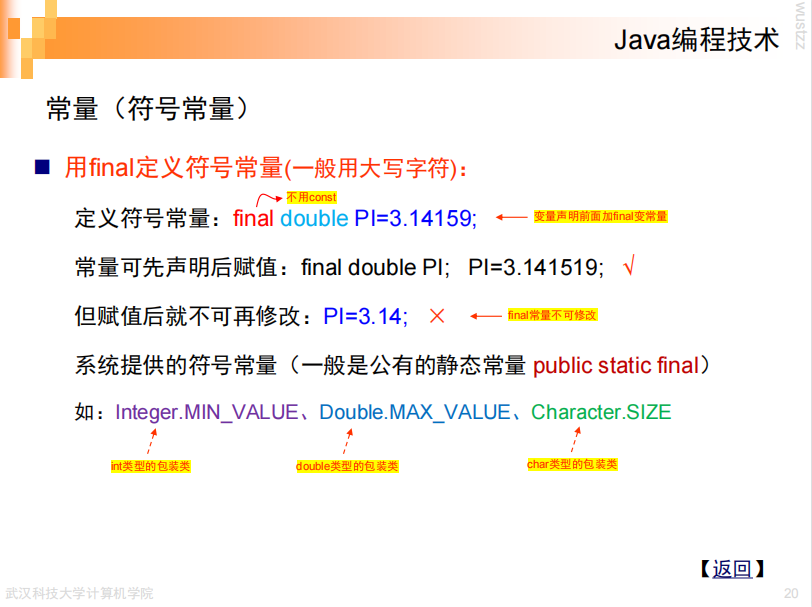 wustzz
Java编程技术
常量（符号常量）
用final定义符号常量(一般用大写字符)：
不用const
定义符号常量：final double PI=3.14159;
变量声明前面加final变常量
常量可先声明后赋值：final double PI; PI=3.141519; √
但赋值后就不可再修改：PI=3.14; ×
final常量不可修改
系统提供的符号常量（一般是公有的静态常量 public static final）
如：Integer.MIN_VALUE、Double.MAX_VALUE、Character.SIZE
int类型的包装类 double类型的包装类 char类型的包装类
【返回】
武汉科技大学计算机学院 20